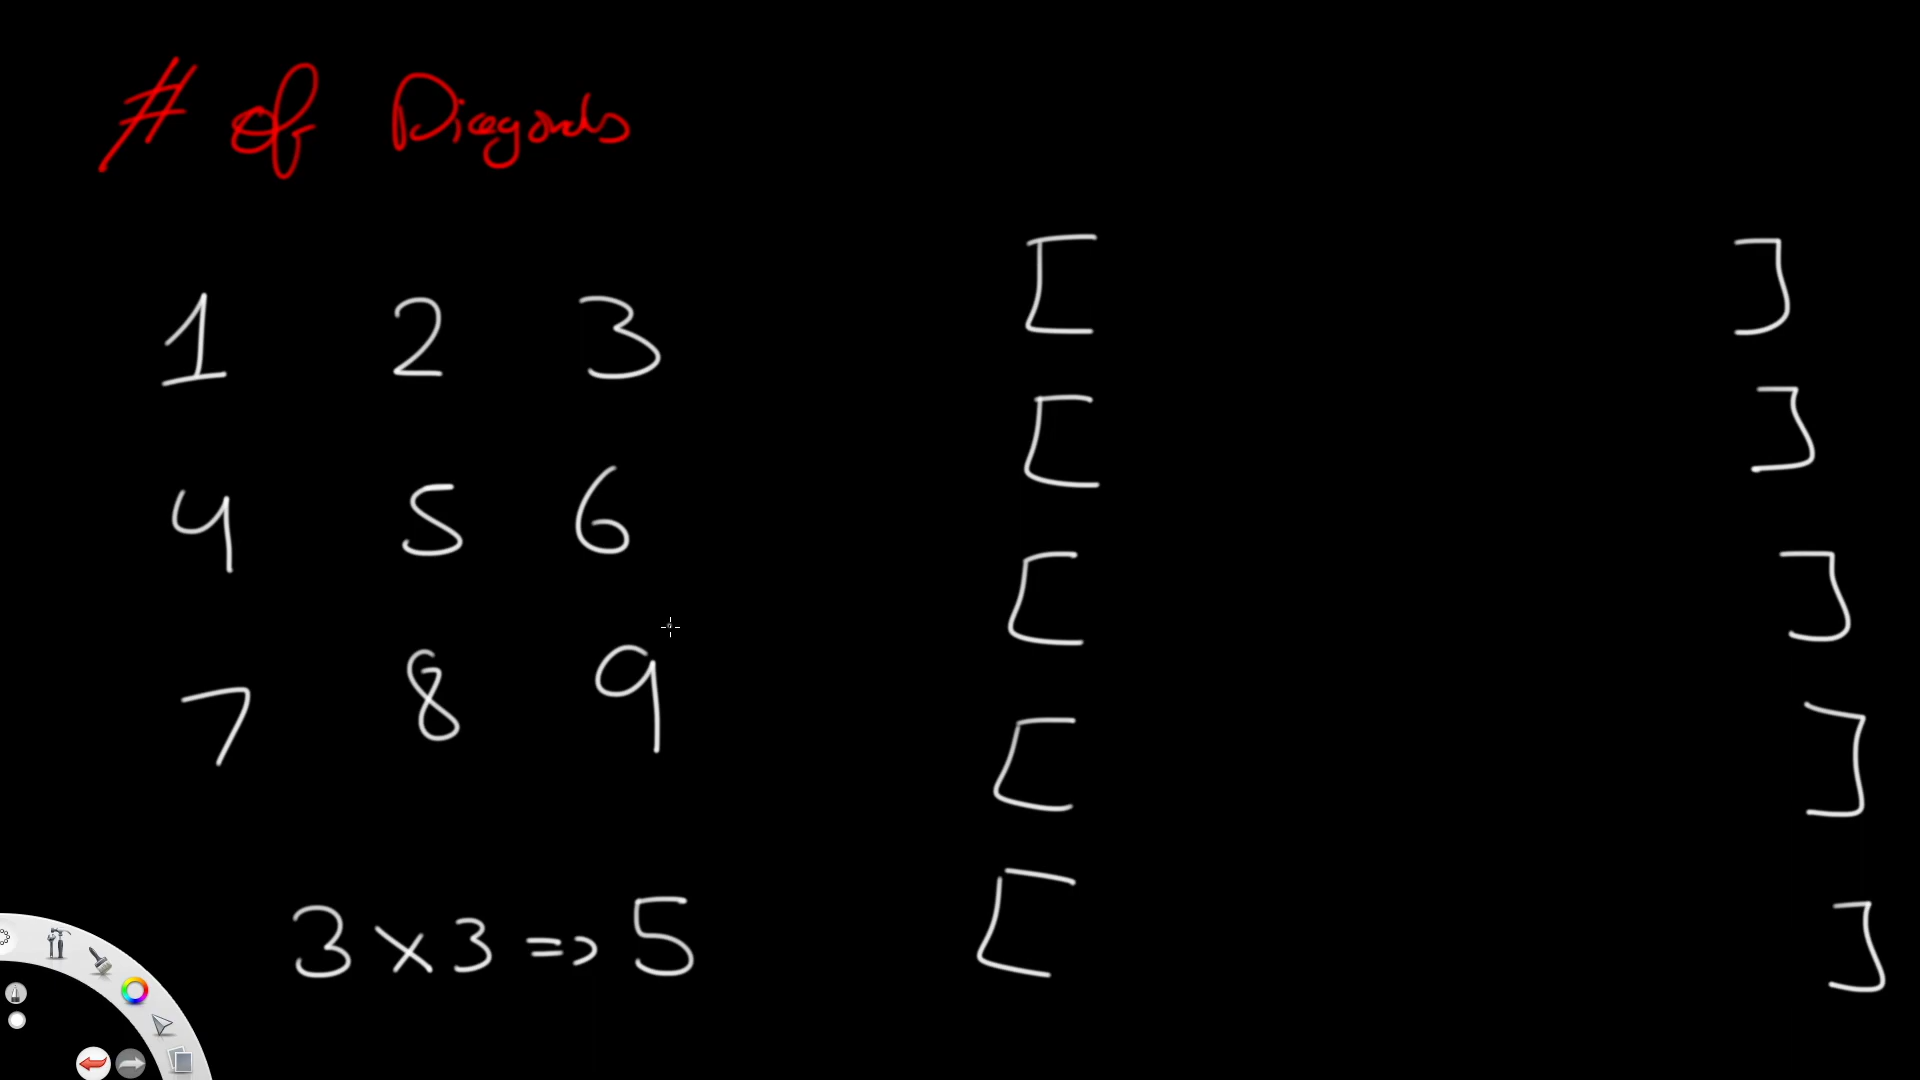 # of Diagonals
1 2 3
4 5 6
7 8 9
3 x 3 => 5
[ ]
[ ]
[ ]
[ ]
[ ]